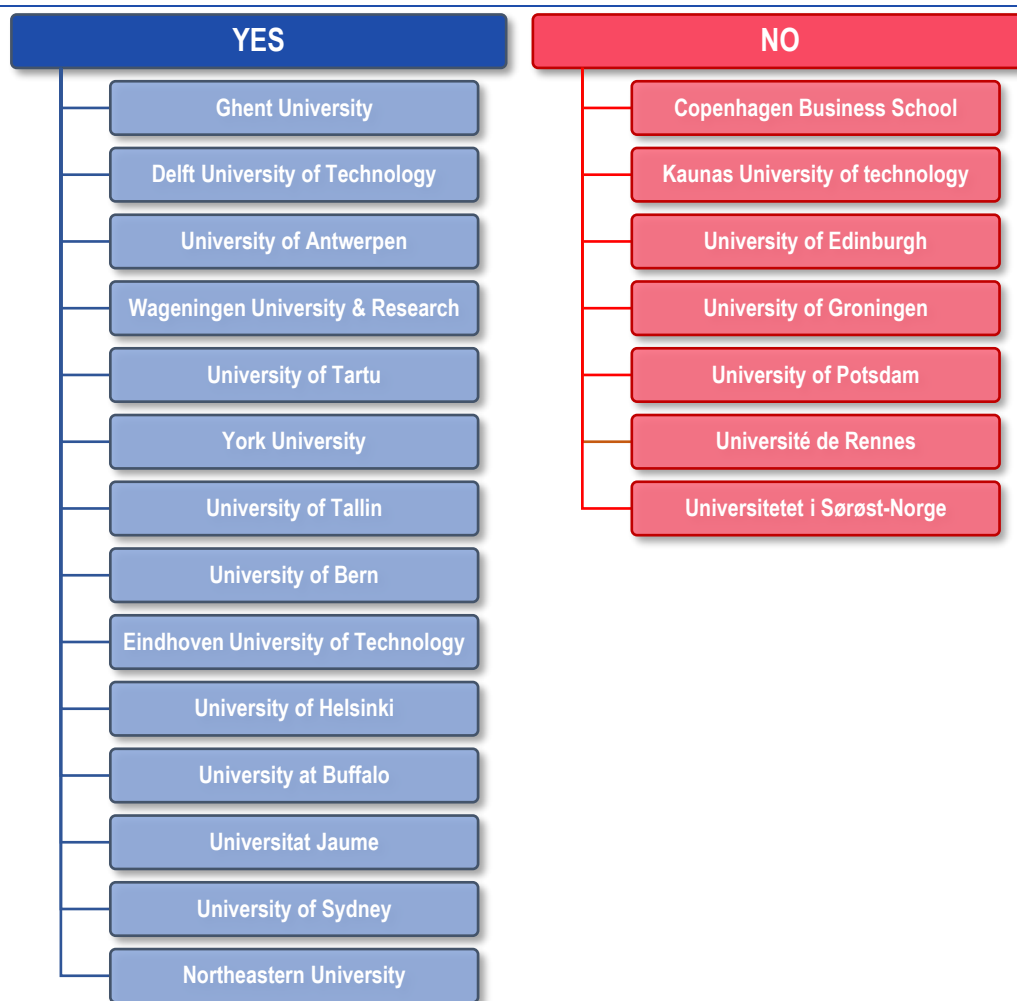 YES
Ghent University
Delft University of Technology
University of Antwerpen
Wageningen University & Research
University of Tartu
York University
University of Tallin
University of Bern
Eindhoven University of Technology
University of Helsinki
University at Buffalo
Universitat Jaume
University of Sydney
Northeastern University
NO
Copenhagen Business School
Kaunas University of technology
University of Edinburgh
University of Groningen
University of Potsdam
Université de Rennes
Universitetet i Sørøst-Norge